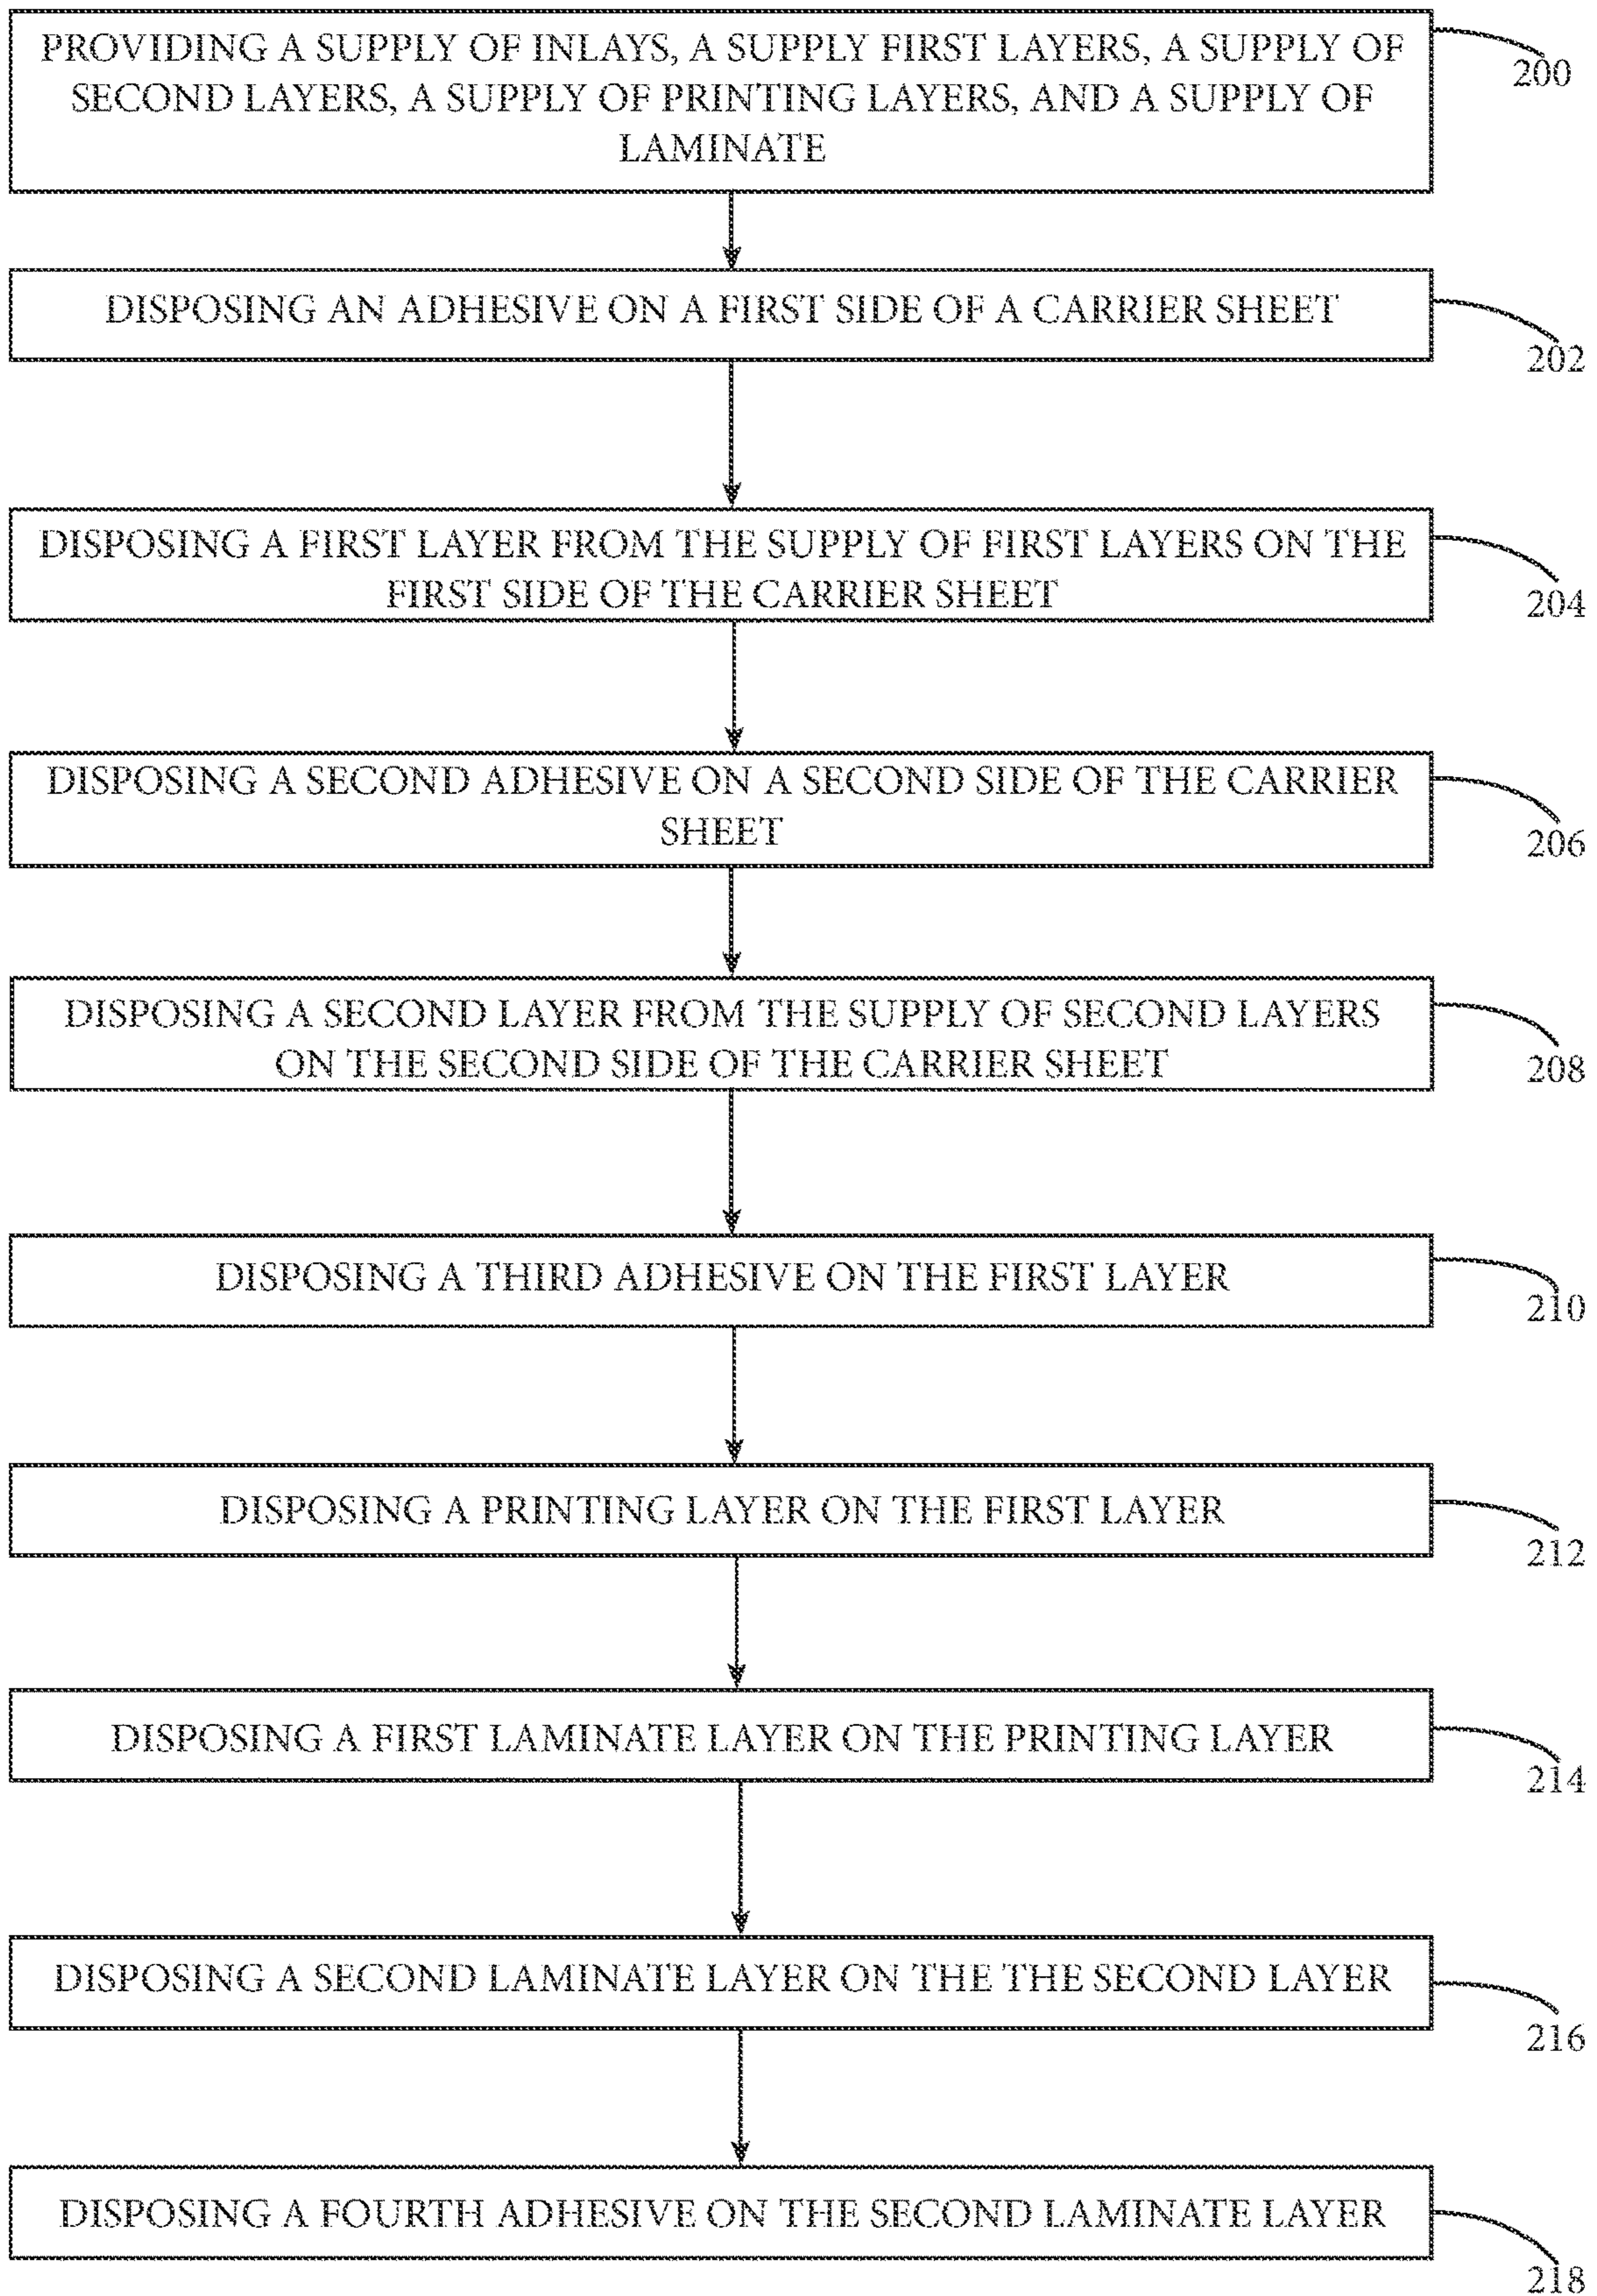 PROVIDING A SUPPLY OF INLAYS, A SUPPLY FIRST LAYERS, A SUPPLY OF
SECOND LAYERS, A SUPPLY OF PRINTING LAYERS, AND A SUPPLY OF
LAMINATE
200
DISPOSING AN ADHESIVE ON A FIRST SIDE OF A CARRIER SHEET
202
DISPOSING A FIRST LAYER FROM THE SUPPLY OF FIRST LAYERS ON THE
FIRST SIDE OF THE CARRIER SHEET
204
DISPOSING A SECOND ADHESIVE ON A SECOND SIDE OF THE CARRIER
SHEET
206
DISPOSING A SECOND LAYER FROM THE SUPPLY OF SECOND LAYERS
ON THE SECOND SIDE OF THE CARRIER SHEET
208
DISPOSING A THIRD ADHESIVE ON THE FIRST LAYER
210
DISPOSING A PRINTING LAYER ON THE FIRST LAYER
212
DISPOSING A FIRST LAMINATE LAYER ON THE PRINTING LAYER
214
DISPOSING A SECOND LAMINATE LAYER ON THE THE SECOND LAYER
216
DISPOSING A FOURTH ADHESIVE ON THE SECOND LAMINATE LAYER
218